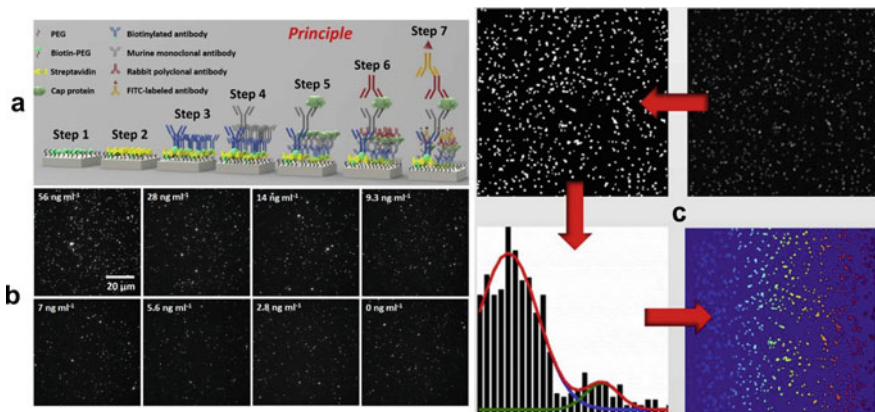 Principle
PEG
Biotin-PEG
Streptavidin
Cap protein
Biotinylated antibody
Murine monoclonal antibody
Rabbit polyclonal antibody
FITC-labeled antibody
a
Step 1
Step 2
Step 3
Step 4
Step 5
Step 6
Step 7
b
56 ng ml-1
28 ng ml-1
14 ng ml-1
9.3 ng ml-1
20 μm
7 ng ml-1
5.6 ng ml-1
2.8 ng ml-1
0 ng ml-1
c